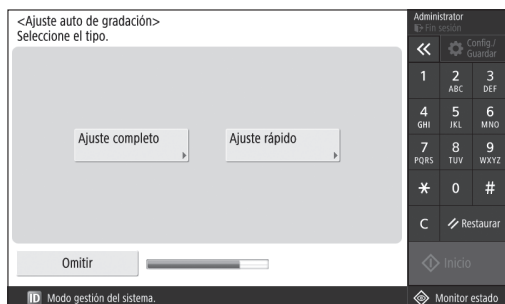 <Ajuste auto de gradación>
Seleccione el tipo.
Ajuste completo
Ajuste rápido
Omitir
ID Modo gestión del sistema.
Administrator
Fin sesión
Config./
Guardar
1 2 3
ABC DEF
4 5 6
GHI JKL MNO
7 8 9
PQRS TUV WXYZ
* 0 #
C Restaurar
Inicio
Monitor estado